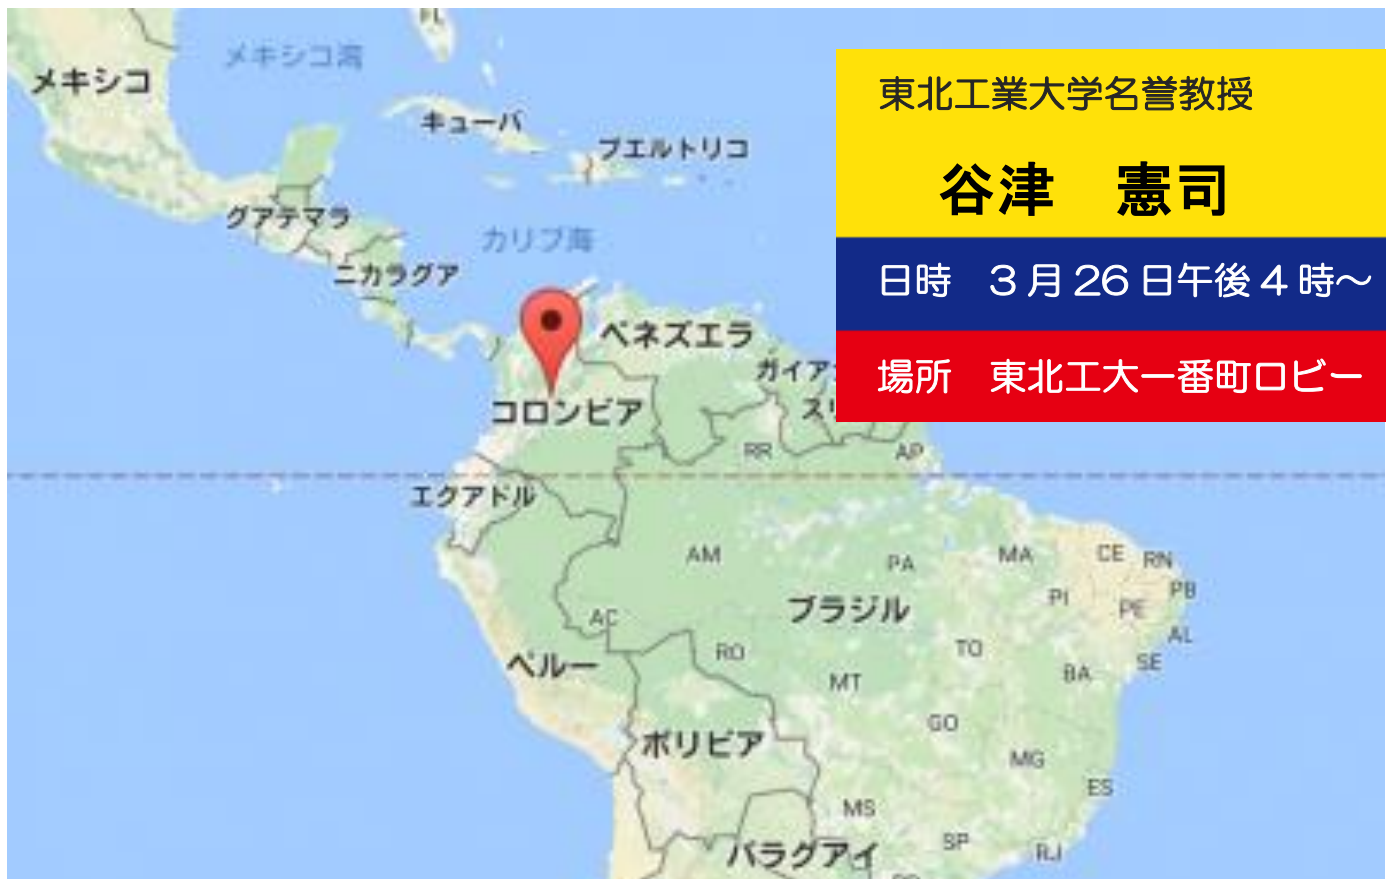 メキシコ湾
メキシコ
キューバ
プエルトリコ
グアテマラ
カリブ海
ニカラグア
ベネズエラ
ガイア
コロンビア
RR
AP
エクアドル
AM
PA
MA
CE
RN
PB
PI
PE
AC
ブラジル
AL
RO
TO
SE
ペルー
BA
MT
GO
ボリビア
MG
ES
MS
SP
RJ
パラグアイ
東北工業大学名誉教授
谷津 憲司
日時 3月26日午後4時～
場所 東北工大一番町ロビー